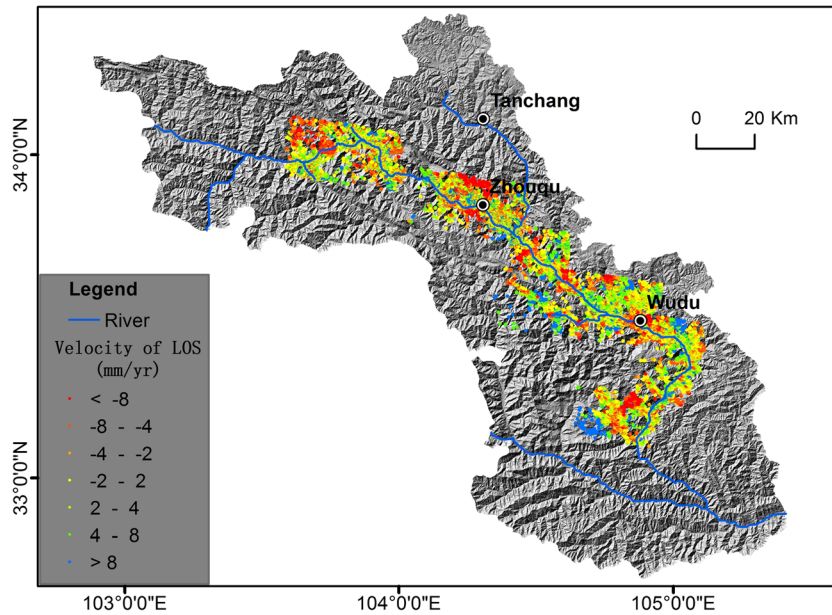 Tanchang
0 20 Km
34°0'0"N
Zhouqu
Legend
River
Wudu
Velocity of LOS
(mm/yr)
< -8
-8 - -4
-4 - -2
-2 - 2
2 - 4
4 - 8
> 8
33°0'0"N
103°0'0"E 104°0'0"E 105°0'0"E